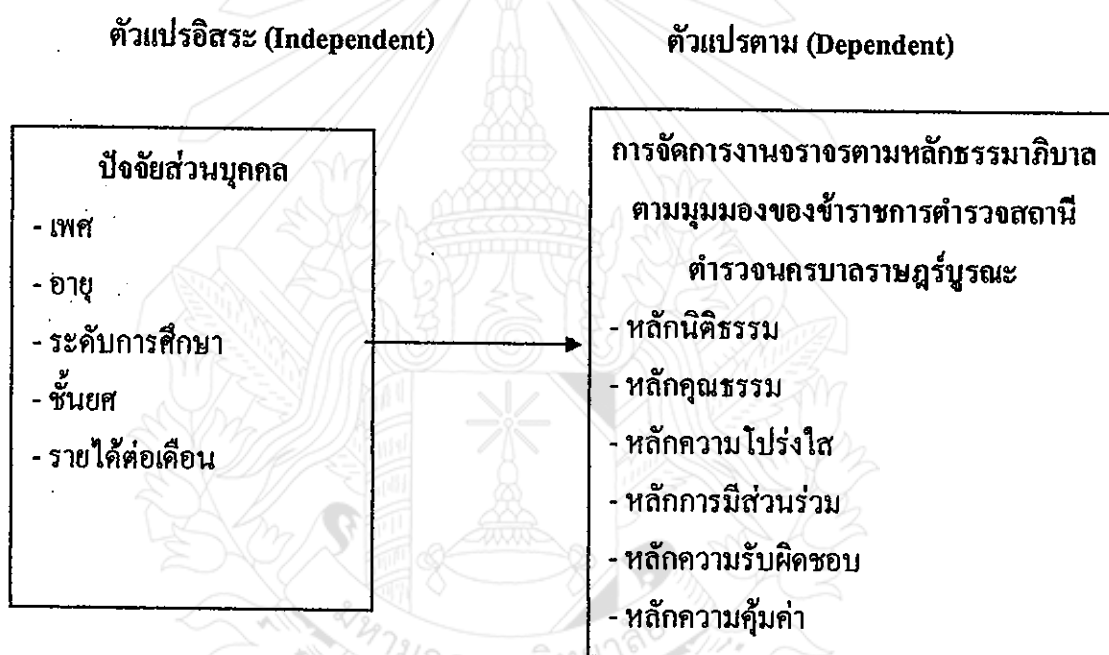 ตัวแปรอิสระ (Independent)
ตัวแปรตาม (Dependent)
ปัจจัยส่วนบุคคล
- เพศ
- อายุ
- ระดับการศึกษา
- ชั้นยศ
- รายได้ต่อเดือน
การจัดการงานจราจรตามหลักธรรมาภิบาล
ตามมุมมองของข้าราชการตำรวจสถานี
ตำรวจนครบาลราษฎร์บูรณะ
- หลักนิติธรรม
- หลักคุณธรรม
- หลักความโปร่งใส
- หลักการมีส่วนร่วม
- หลักความรับผิดชอบ
- หลักความคุ้มค่า